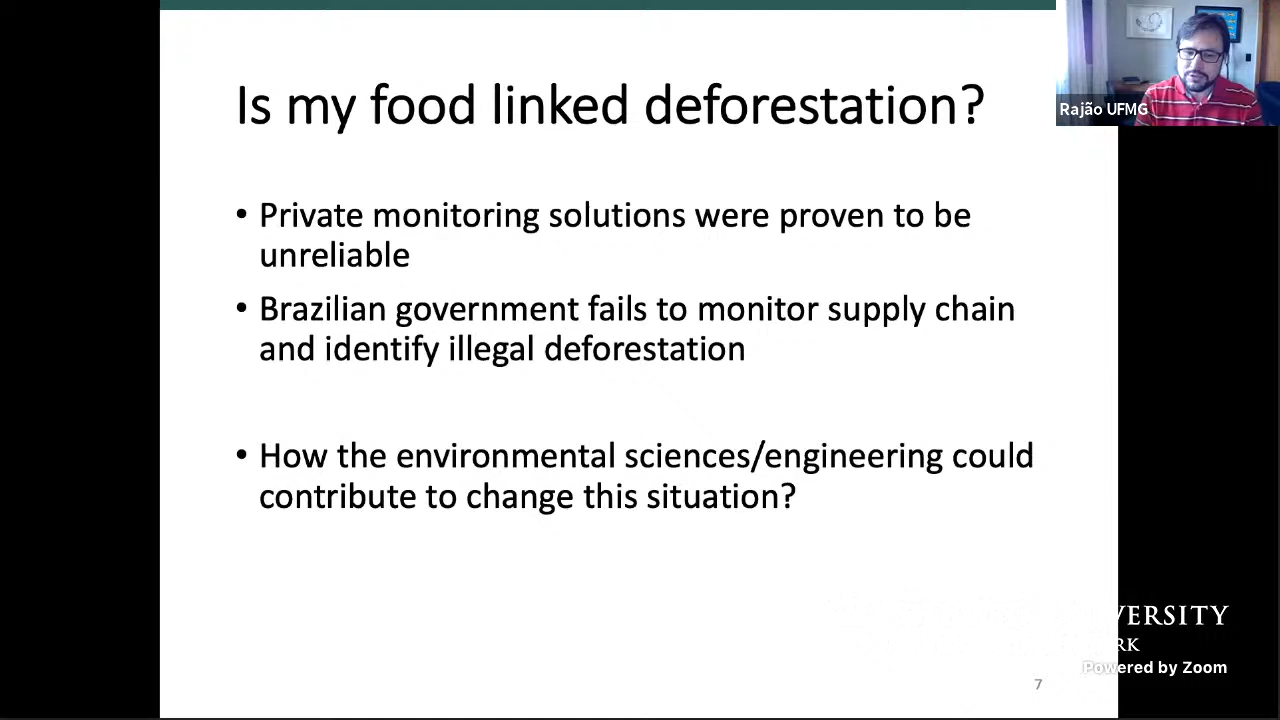 Is my food linked deforestation?
Rajão UFMG
• Private monitoring solutions were proven to be
unreliable
• Brazilian government fails to monitor supply chain
and identify illegal deforestation
• How the environmental sciences/engineering could
contribute to change this situation?
VERSITY
RK
Powered by Zoom
7